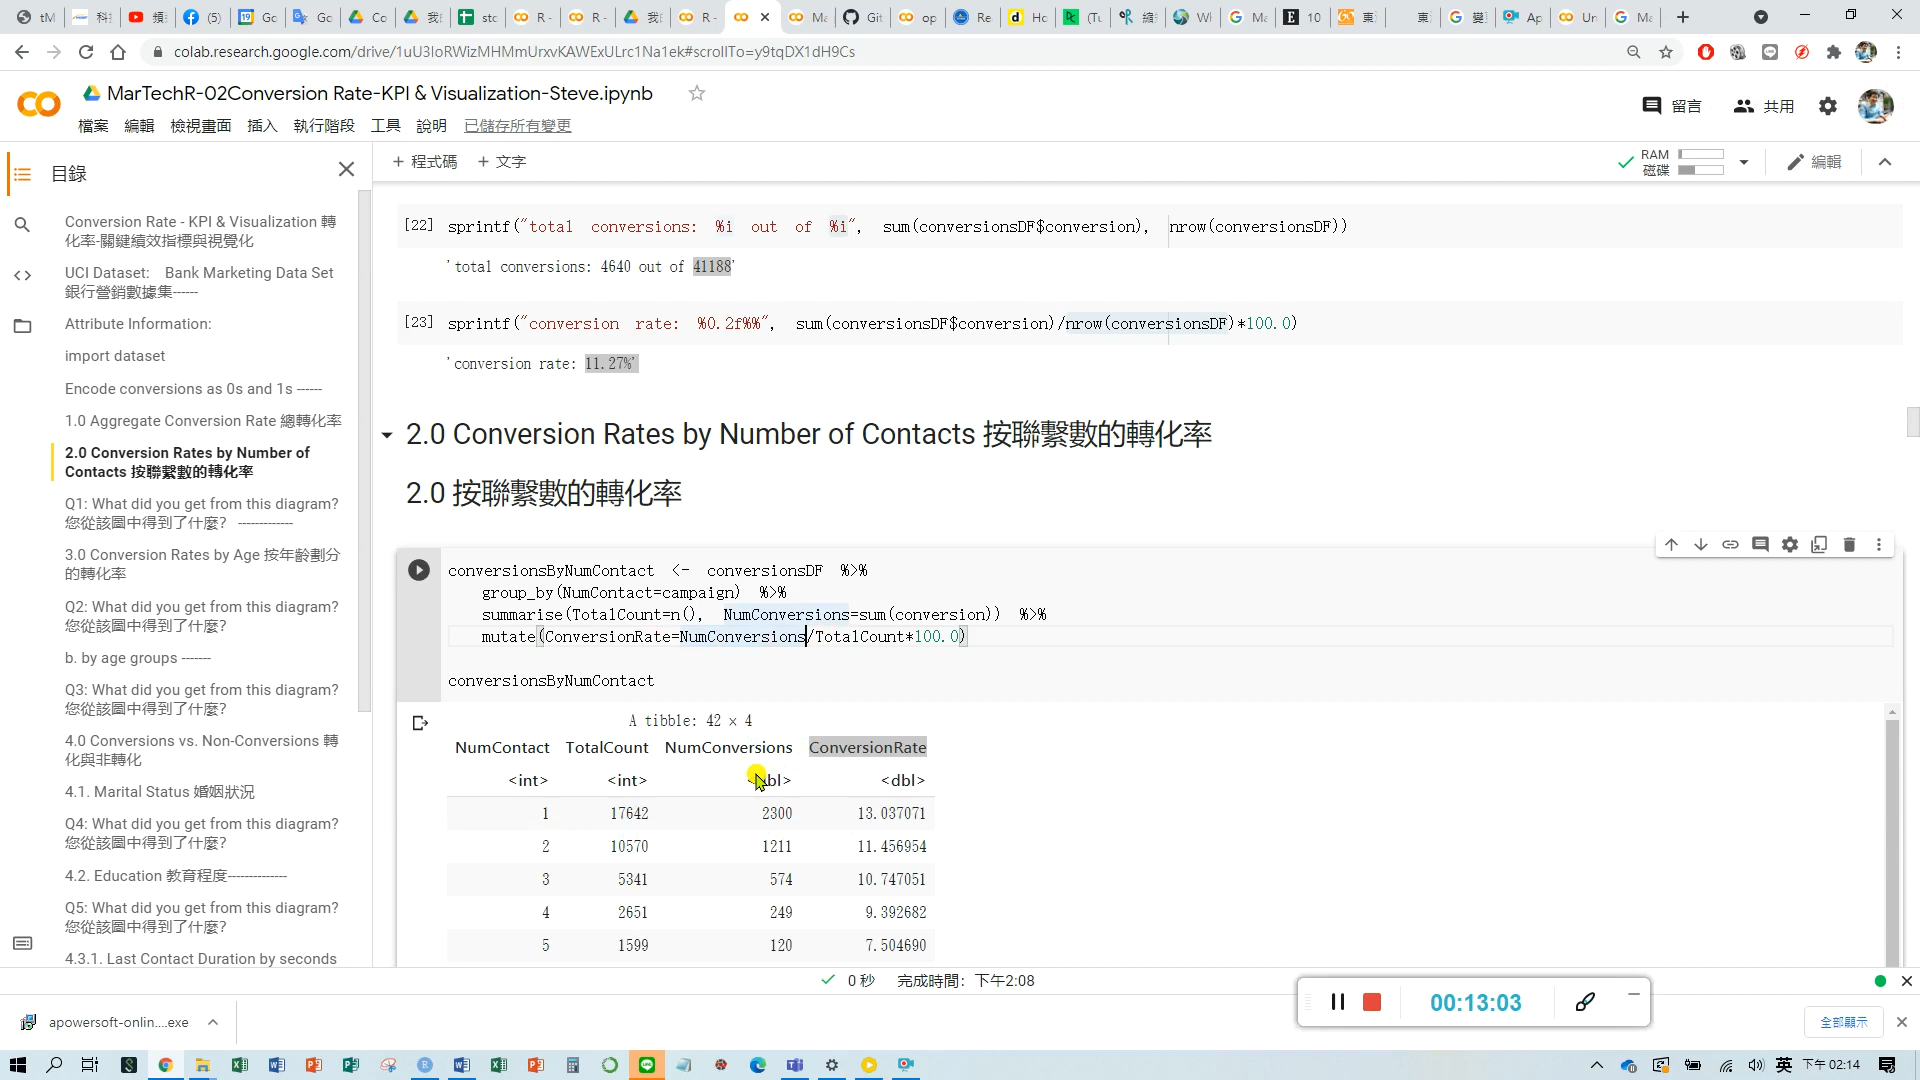 colab.research.google.com/drive/1uU3IoRWizMHMmUrxvKAWExULrc1Na1ek#scrollTo=y9tqDX1dH9Cs
MarTechR-02Conversion Rate-KPI & Visualization-Steve.ipynb
檔案 編輯 檢視畫面 插入 執行階段 工具 說明 已儲存所有變更
留言 共用
目錄
+ 程式碼 + 文字
RAM
磁碟
編輯
Conversion Rate - KPI & Visualization 轉
化率-關鍵績效指標與視覺化
UCI Dataset: Bank Marketing Data Set
銀行營銷數據集------
Attribute Information:
import dataset
Encode conversions as 0s and 1s ------
1.0 Aggregate Conversion Rate 總轉化率
2.0 Conversion Rates by Number of
Contacts 按聯繫數的轉化率
Q1: What did you get from this diagram?
您從該圖中得到了什麼? -------------
3.0 Conversion Rates by Age 按年齡劃分
的轉化率
Q2: What did you get from this diagram?
您從該圖中得到了什麼?
b. by age groups -------
Q3: What did you get from this diagram?
您從該圖中得到了什麼?
4.0 Conversions vs. Non-Conversions 轉
化與非轉化
4.1. Marital Status 婚姻狀況
Q4: What did you get from this diagram?
您從該圖中得到了什麼?
4.2. Education 教育程度--------------
Q5: What did you get from this diagram?
您從該圖中得到了什麼?
4.3.1. Last Contact Duration by seconds
[22] sprintf("total conversions: %i out of %i", sum(conversionsDF$conversion), nrow(conversionsDF))
'total conversions: 4640 out of 41188'
[23] sprintf("conversion rate: %0.2f%%", sum(conversionsDF$conversion)/nrow(conversionsDF)*100.0)
'conversion rate: 11.27%'
2.0 Conversion Rates by Number of Contacts 按聯繫數的轉化率
2.0 按聯繫數的轉化率
conversionsByNumContact <- conversionsDF %>%
group_by(NumContact=campaign) %>%
summarise(TotalCount=n(), NumConversions=sum(conversion)) %>%
mutate(ConversionRate=NumConversions/TotalCount*100.0)
conversionsByNumContact
A tibble: 42 × 4
NumContact TotalCount NumConversions ConversionRate
<int> <int> <dbl> <dbl>
1 17642 2300 13.037071
2 10570 1211 11.456954
3 5341 574 10.747051
4 2651 249 9.392682
5 1599 120 7.504690
0 秒 完成時間: 下午2:08
00:13:03
apowersoft-onlin....exe
全部顯示
英 下午 02:14